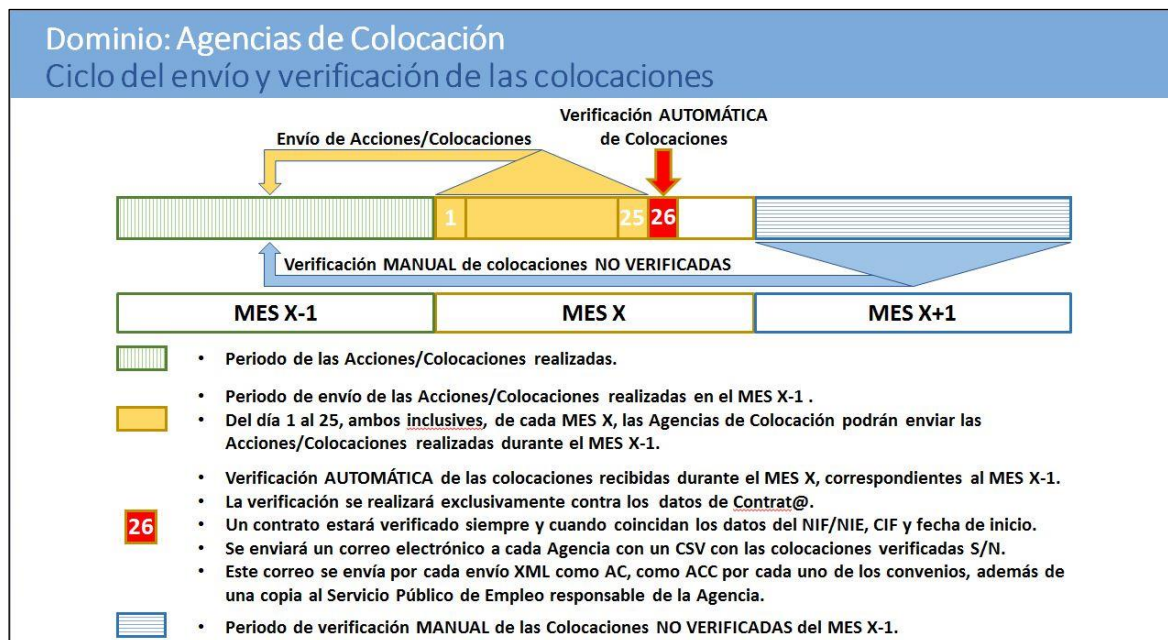 Dominio: Agencias de Colocación
Ciclo del envío y verificación de las colocaciones
Verificación AUTOMÁTICA
de Colocaciones
Envío de Acciones/Colocaciones
1
25
26
Verificación MANUAL de colocaciones NO VERIFICADAS
MES X-1
MES X
MES X+1
• Periodo de las Acciones/Colocaciones realizadas.
• Periodo de envío de las Acciones/Colocaciones realizadas en el MES X-1 .
• Del día 1 al 25, ambos inclusives, de cada MES X, las Agencias de Colocación podrán enviar las
Acciones/Colocaciones realizadas durante el MES X-1.
• Verificación AUTOMÁTICA de las colocaciones recibidas durante el MES X, correspondientes al MES X-1.
• La verificación se realizará exclusivamente contra los datos de Contrat@.
26
• Un contrato estará verificado siempre y cuando coincidan los datos del NIF/NIE, CIF y fecha de inicio.
• Se enviará un correo electrónico a cada Agencia con un CSV con las colocaciones verificadas S/N.
• Este correo se envía por cada envío XML como AC, como ACC por cada uno de los convenios, además de
una copia al Servicio Público de Empleo responsable de la Agencia.
• Periodo de verificación MANUAL de las Colocaciones NO VERIFICADAS del MES X-1.